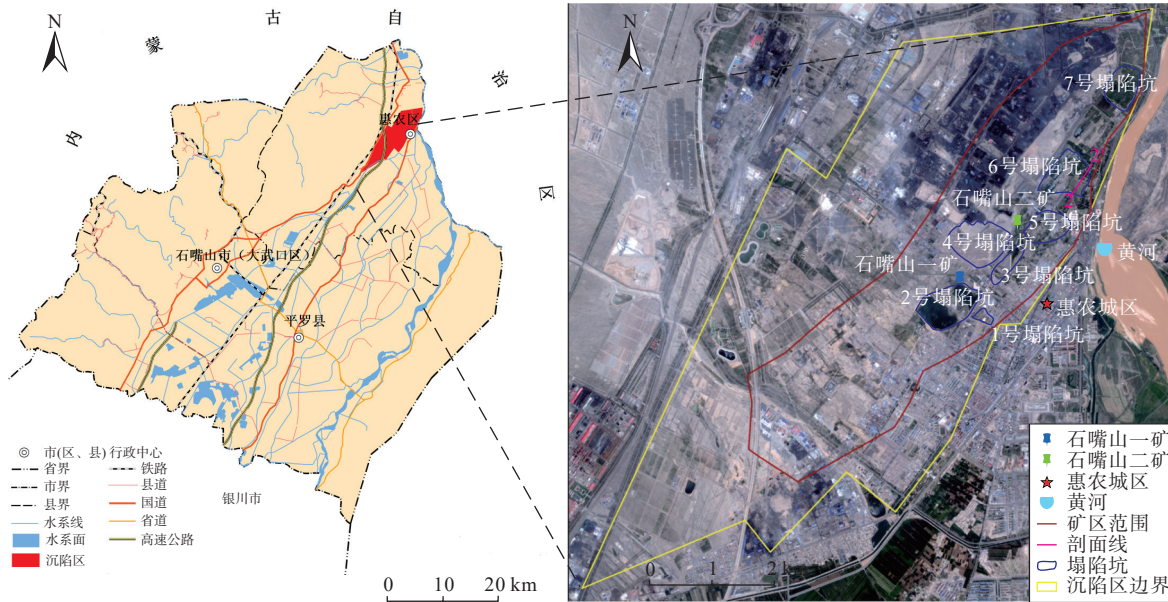 N
内
蒙
古
自
治
区
惠农区
石嘴山市（大武口区）
平罗县
银川市
市(区、县) 行政中心
省界
铁路
市界
县道
县界
国道
水系线
省道
水系面
高速公路
沉陷区
0 10 20 km
N
7号塌陷坑
6号塌陷坑
2'
石嘴山二矿
2
5号塌陷坑
4号塌陷坑
黄河
石嘴山一矿
3号塌陷坑
2号塌陷坑
惠农城区
1号塌陷坑
石嘴山一矿
石嘴山二矿
惠农城区
黄河
矿区范围
剖面线
塌陷坑
沉陷区边界
0 1 2